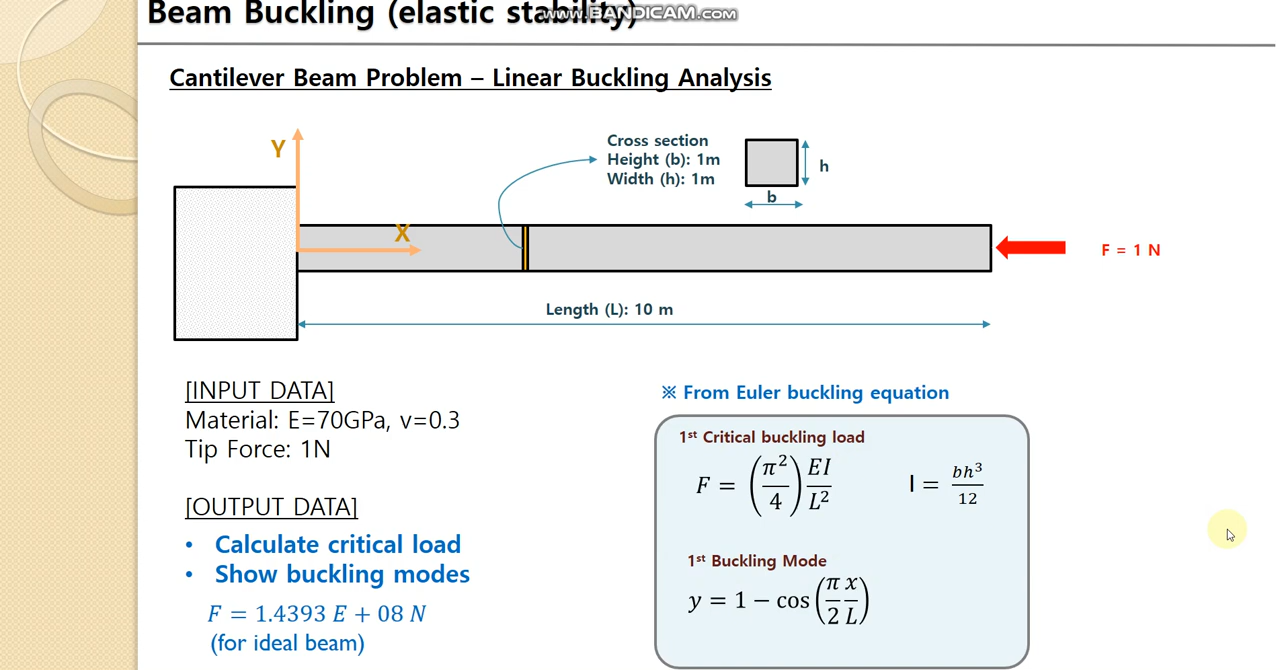 Beam Buckling (elastic stability)
www.BANDICAM.com
Cantilever Beam Problem – Linear Buckling Analysis
Y
X
Cross section
Height (b): 1m
Width (h): 1m
h
b
F = 1 N
Length (L): 10 m
[INPUT DATA]
Material: E=70GPa, v=0.3
Tip Force: 1N
[OUTPUT DATA]
• Calculate critical load
• Show buckling modes
F = 1.4393 E + 08 N
(for ideal beam)
※ From Euler buckling equation
1st Critical buckling load
F = (π²/4) EI/L²
I = bh³/12
1st Buckling Mode
y = 1 − cos(π/2 x/L)